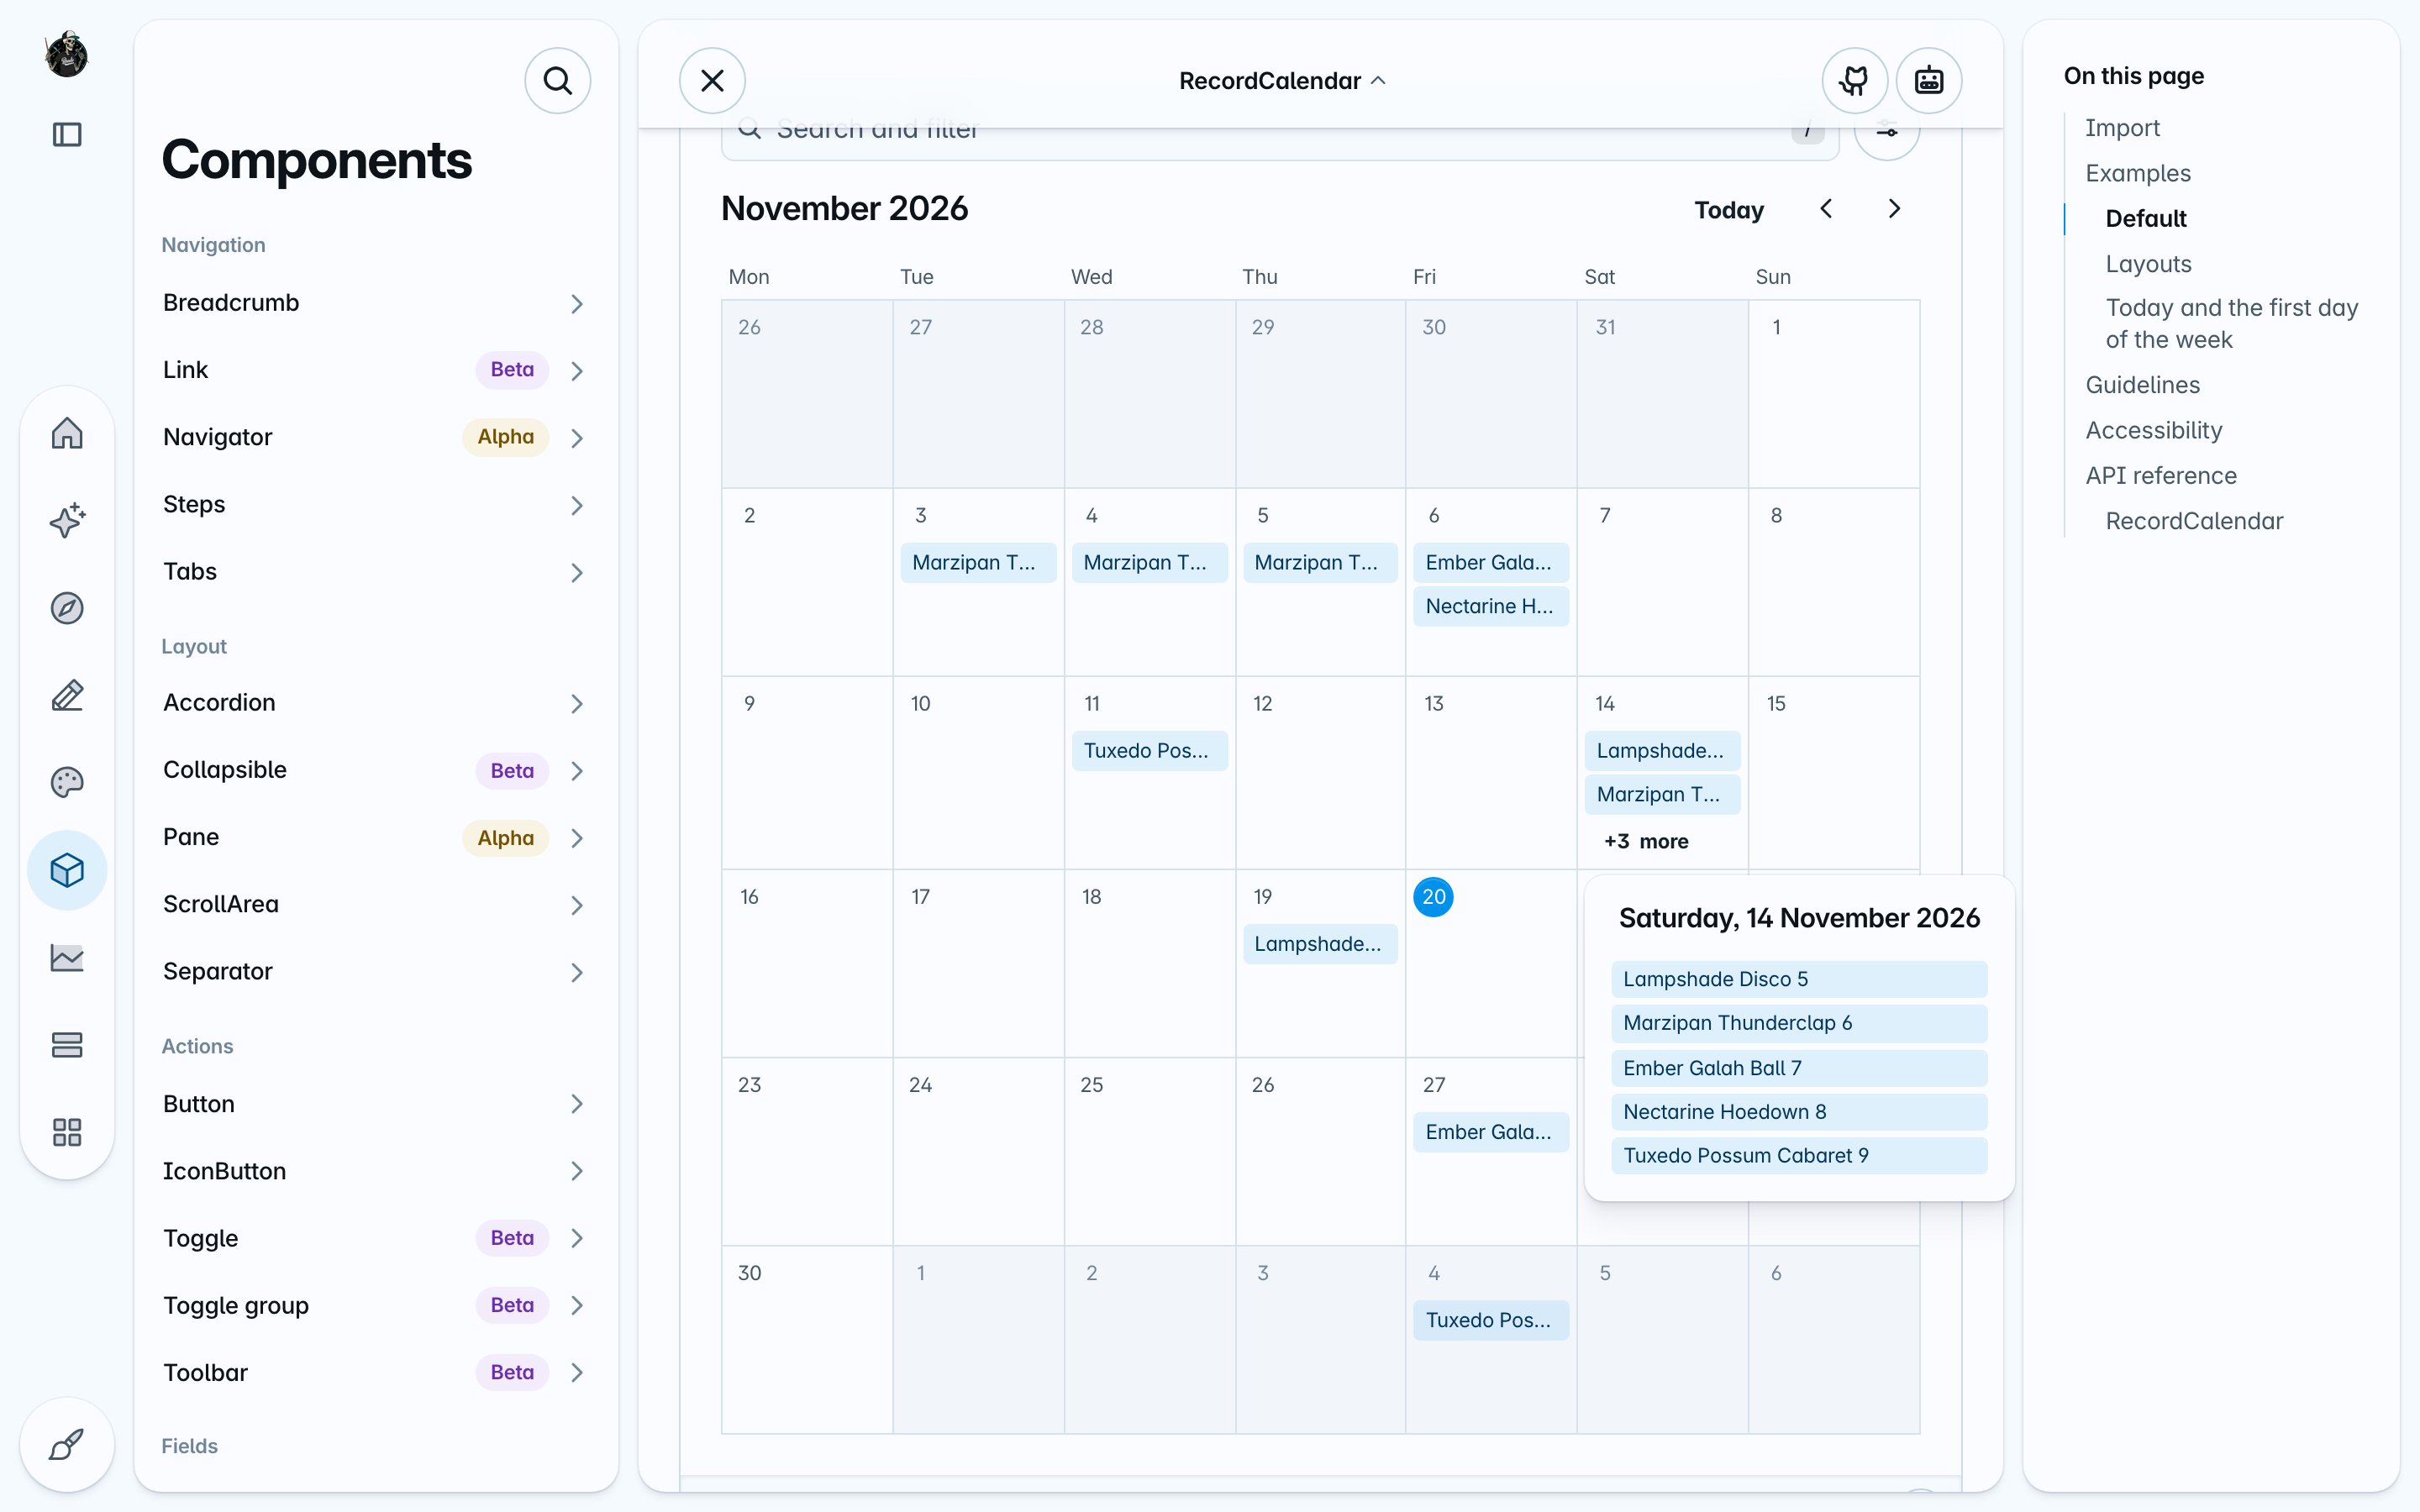 Components
Navigation
Breadcrumb
Link Beta
Navigator Alpha
Steps
Tabs
Layout
Accordion
Collapsible Beta
Pane Alpha
ScrollArea
Separator
Actions
Button
IconButton
Toggle Beta
Toggle group Beta
Toolbar Beta
Fields
RecordCalendar
Search and filter /
November 2026 Today
Mon Tue Wed Thu Fri Sat Sun
26 27 28 29 30 31 1
2 3 4 5 6 7 8
Marzipan T... Marzipan T... Marzipan T... Ember Gala...
Nectarine H...
9 10 11 12 13 14 15
Tuxedo Pos... Lampshade...
Marzipan T...
+3 more
16 17 18 19 20
Lampshade...
Saturday, 14 November 2026
Lampshade Disco 5
Marzipan Thunderclap 6
Ember Galah Ball 7
Nectarine Hoedown 8
Tuxedo Possum Cabaret 9
23 24 25 26 27
Ember Gala...
30 1 2 3 4 5 6
Tuxedo Pos...
On this page
Import
Examples
Default
Layouts
Today and the first day
of the week
Guidelines
Accessibility
API reference
RecordCalendar